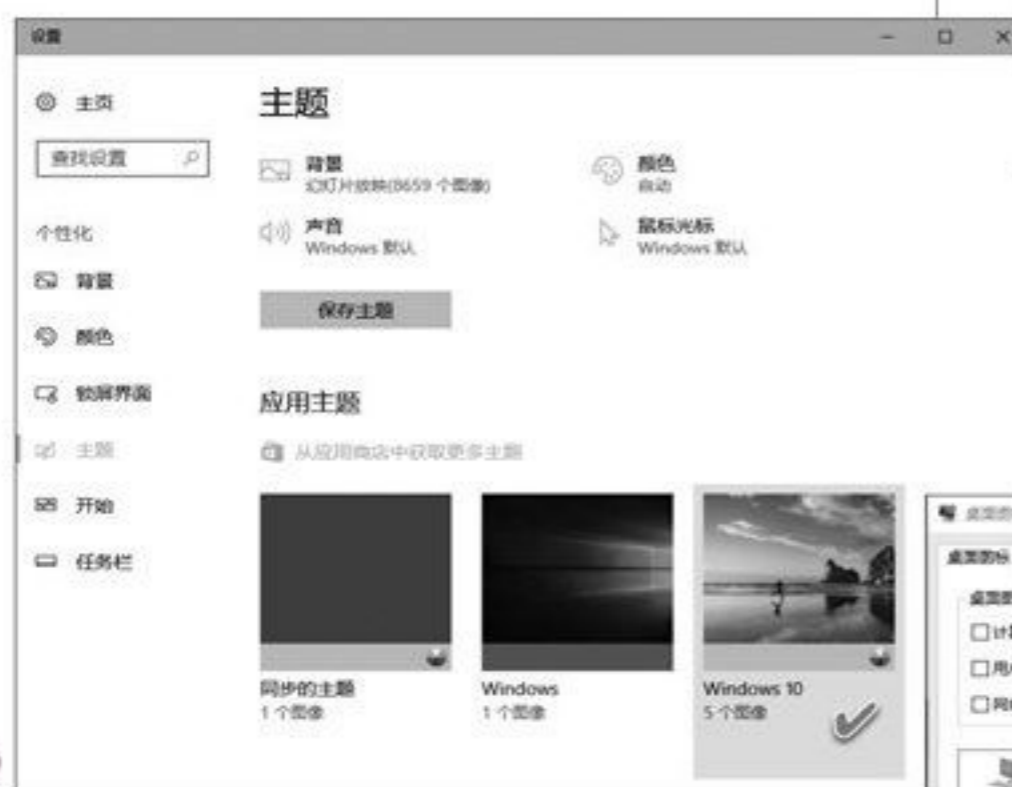 设置
主页
查找设置
个性化
背景
颜色
锁屏界面
主题
开始
任务栏
主题
背景
幻灯片放映(8659 个图像)
颜色
自动
声音
Windows 默认
鼠标光标
Windows 默认
保存主题
应用主题
从应用商店中获取更多主题
同步的主题
1 个图像
Windows
1 个图像
Windows 10
5 个图像
桌面图标